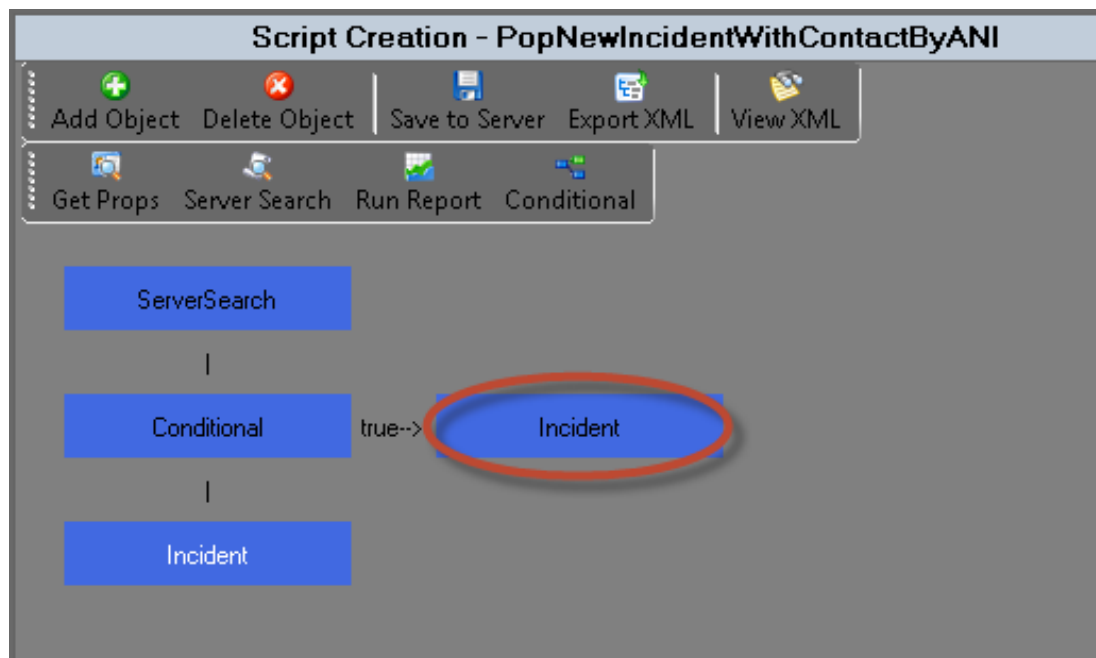 Script Creation - PopNewIncidentWithContactByANI
Add Object Delete Object Save to Server Export XML View XML
Get Props Server Search Run Report Conditional
ServerSearch
|
Conditional true--> Incident
|
Incident